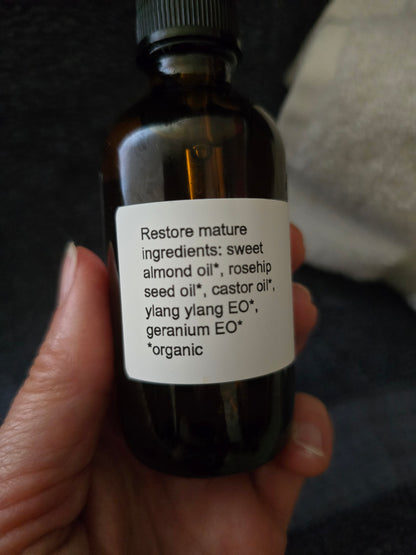 Restore mature
ingredients: sweet
almond oil*, rosehip
seed oil*, castor oil*,
ylang ylang EO*,
geranium EO*
*organic